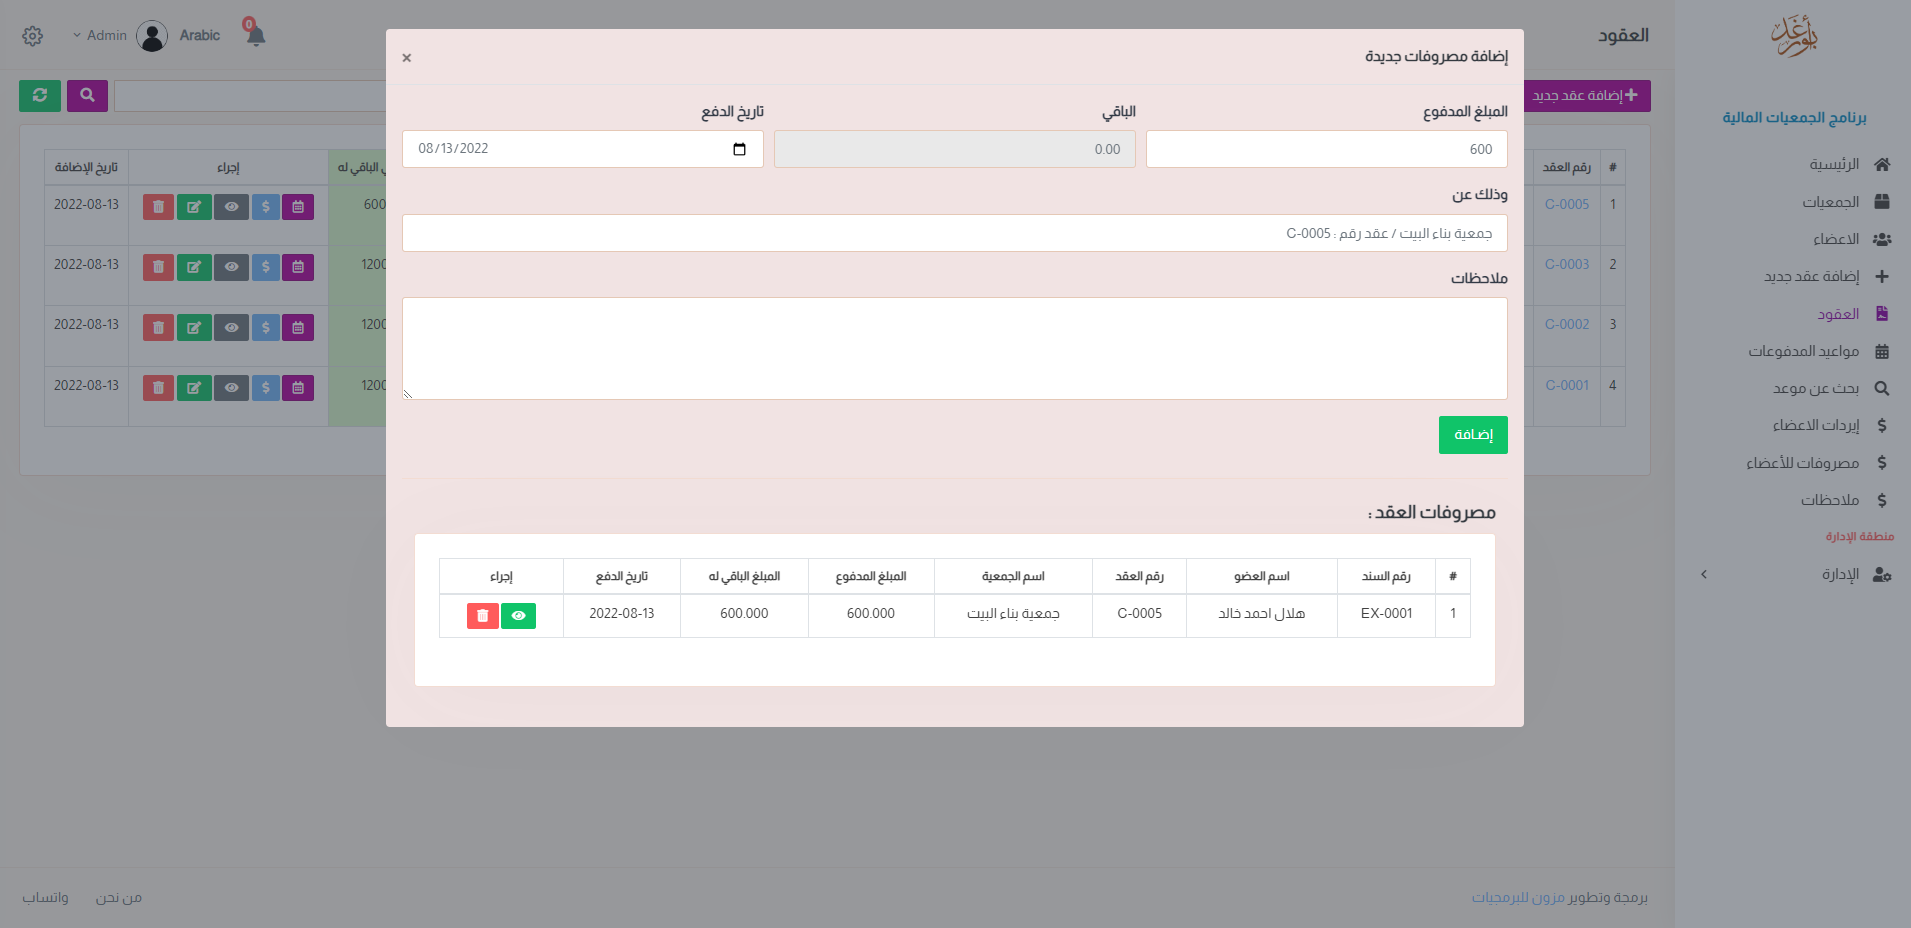 بأورغد
العقود
0
Arabic
Admin
برنامج الجمعيات المالية
الرئيسية
الجمعيات
الاعضاء
إضافة عقد جديد
العقود
مواعيد المدفوعات
بحث عن موعد
إيردات الاعضاء
مصروفات للأعضاء
ملاحظات
منطقة الإدارة
الإدارة
إضافة عقد جديد
# رقم العقد ي الباقي له إجراء تاريخ الإضافة
1 C-0005 600 2022-08-13
2 C-0003 1200 2022-08-13
3 C-0002 1200 2022-08-13
4 C-0001 1200 2022-08-13
إضافة مصروفات جديدة ×
المبلغ المدفوع الباقي تاريخ الدفع
600 0.00 08/13/2022
وذلك عن
جمعية بناء البيت / عقد رقم : C-0005
ملاحظات
إضافة
مصروفات العقد :
# رقم السند اسم العضو رقم العقد اسم الجمعية المبلغ المدفوع المبلغ الباقي له تاريخ الدفع إجراء
1 EX-0001 هلال احمد خالد C-0005 جمعية بناء البيت 600.000 600.000 2022-08-13
برمجة وتطوير مزون للبرمجيات
من نحن
واتساب